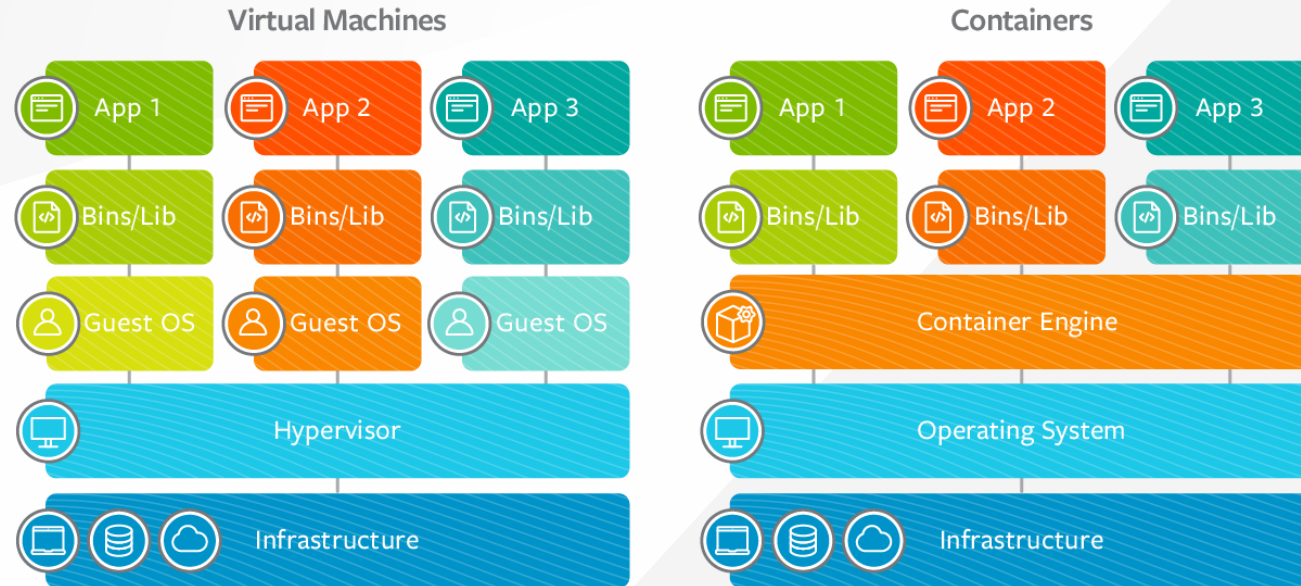 Virtual Machines
App 1
App 2
App 3
Bins/Lib
Bins/Lib
Bins/Lib
Guest OS
Guest OS
Guest OS
Hypervisor
Infrastructure
Containers
App 1
App 2
App 3
Bins/Lib
Bins/Lib
Bins/Lib
Container Engine
Operating System
Infrastructure